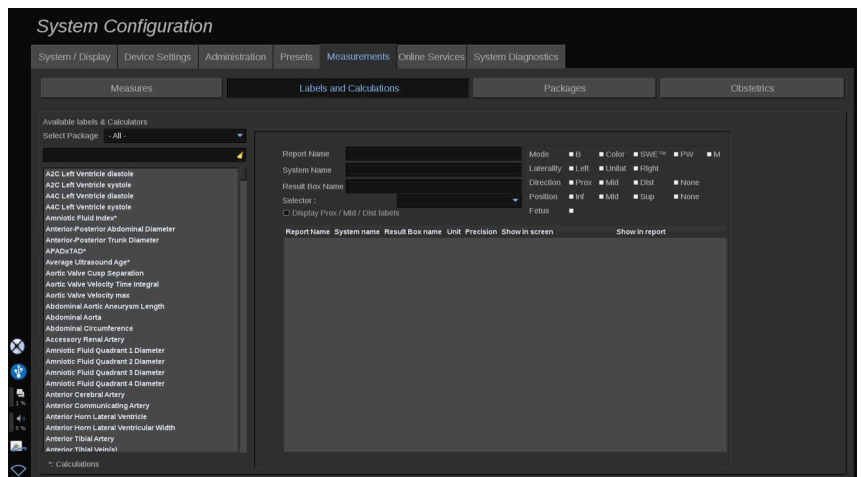 System Configuration
System / Display Device Settings Administration Presets Measurements Online Services System Diagnostics
Measures Labels and Calculations Packages Obstetrics
Available labels & Calculators
Select Package - All -
Report Name Mode B Color SWE™ PW M
System Name Laterality Left Unilat Right
Result Box Name Direction Prox Mid Dist None
Selector : Position Inf Mid Sup None
Display Prox / Mid / Dist labels Fetus
Report Name System name Result Box name Unit Precision Show in screen Show in report
A2C Left Ventricle diastole
A2C Left Ventricle systole
A4C Left Ventricle diastole
A4C Left Ventricle systole
Amniotic Fluid Index*
Anterior-Posterior Abdominal Diameter
Anterior-Posterior Trunk Diameter
APADxTAD*
Average Ultrasound Age*
Aortic Valve Cusp Separation
Aortic Valve Velocity Time Integral
Aortic Valve Velocity max
Abdominal Aortic Aneurysm Length
Abdominal Aorta
Abdominal Circumference
Accessory Renal Artery
Amniotic Fluid Quadrant 1 Diameter
Amniotic Fluid Quadrant 2 Diameter
Amniotic Fluid Quadrant 3 Diameter
Amniotic Fluid Quadrant 4 Diameter
Anterior Cerebral Artery
Anterior Communicating Artery
Anterior Horn Lateral Ventricle
Anterior Horn Lateral Ventricular Width
Anterior Tibial Artery
Anterior Tibial Vein(s)
*: Calculations
1 %